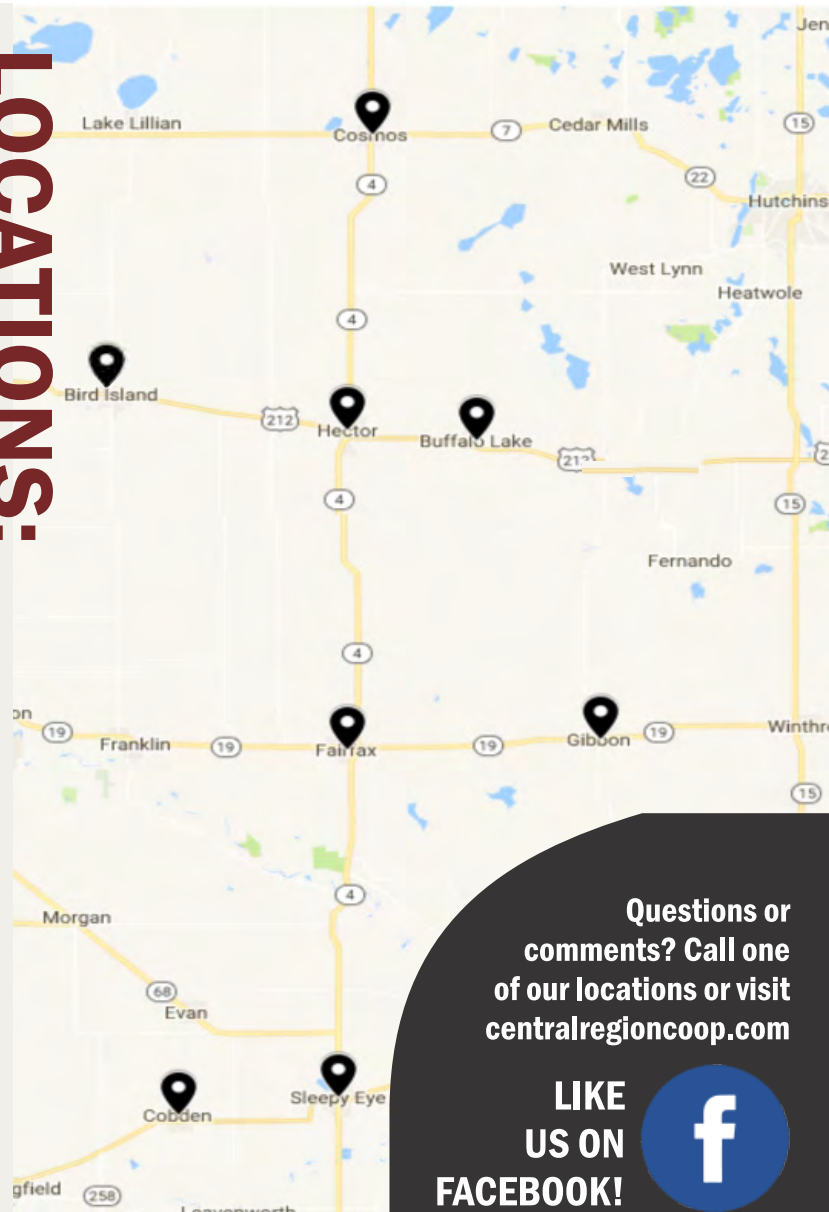 LOCATIONS:
Lake Lillian
Cosmos
7
Cedar Mills
15
4
22
Hutchins
West Lynn
Heatwole
4
Bird Island
212
Hector
Buffalo Lake
212
4
15
Fernando
4
19
Franklin
19
Fairfax
19
Gibbon
19
Winthr
15
4
Morgan
68
Evan
Cobden
Sleepy Eye
gfield
258
Leavenworth
Questions or
comments? Call one
of our locations or visit
centralregioncoop.com
LIKE
US ON
FACEBOOK!
f